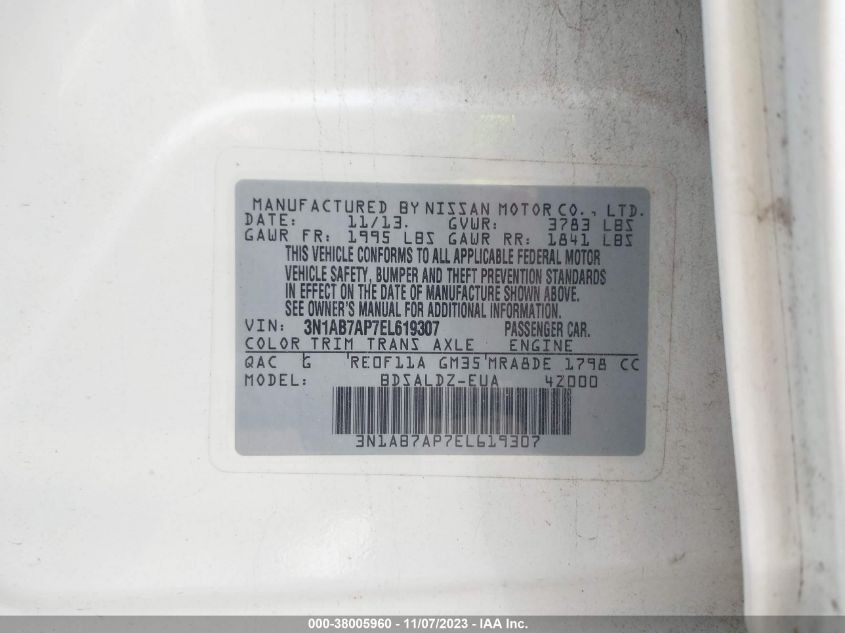 MANUFACTURED BY NISSAN MOTOR CO., LTD.
DATE: 11/13. GVWR: 3783 LBS
GAWR FR: 1995 LBS GAWR RR: 1841 LBS
THIS VEHICLE CONFORMS TO ALL APPLICABLE FEDERAL MOTOR
VEHICLE SAFETY, BUMPER AND THEFT PREVENTION STANDARDS
IN EFFECT ON THE DATE OF MANUFACTURE SHOWN ABOVE.
SEE OWNER'S MANUAL FOR ADDITIONAL INFORMATION.
VIN: 3N1AB7AP7EL619307 PASSENGER CAR.
COLOR TRIM TRANS AXLE ENGINE
QAC G RE0F11A GM35 MRA8DE 1798 CC
MODEL: BDSALDZ-EUA 42000
3N1AB7AP7EL619307
000-38005960 - 11/07/2023 - IAA Inc.